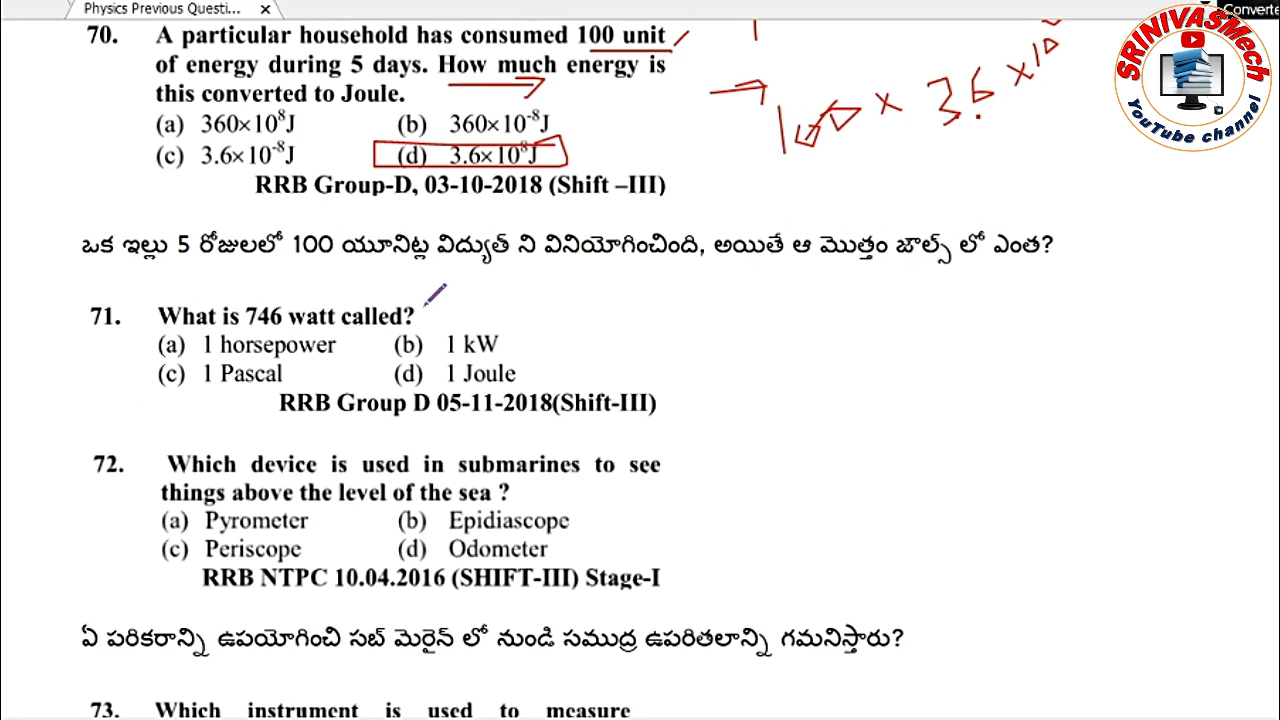 Physics Previous Questi... ×
Converte
70. A particular household has consumed 100 unit
of energy during 5 days. How much energy is
this converted to Joule.
(a) 360×10⁸J (b) 360×10⁻⁸J
(c) 3.6×10⁻⁸J (d) 3.6×10⁸J
RRB Group-D, 03-10-2018 (Shift –III)
100 × 3.6 ×10
SRINIVASMech
YouTube channel
ఒక ఇల్లు 5 రోజులలో 100 యూనిట్ల విద్యుత్ ని వినియోగించింది, అయితే ఆ మొత్తం జౌల్స్ లో ఎంత?
71. What is 746 watt called?
(a) 1 horsepower (b) 1 kW
(c) 1 Pascal (d) 1 Joule
RRB Group D 05-11-2018(Shift-III)
72. Which device is used in submarines to see
things above the level of the sea ?
(a) Pyrometer (b) Epidiascope
(c) Periscope (d) Odometer
RRB NTPC 10.04.2016 (SHIFT-III) Stage-I
ఏ పరికరాన్ని ఉపయోగించి సబ్ మెరైన్ లో నుండి సముద్ర ఉపరితలాన్ని గమనిస్తారు?
73. Which instrument is used to measure